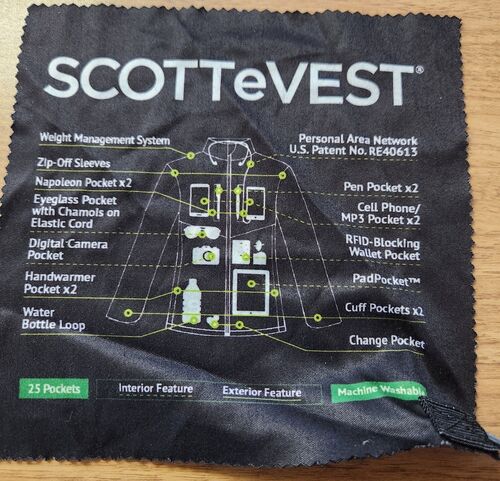 SCOTTeVEST®
Weight Management System
Zip-Off Sleeves
Napoleon Pocket x2
Eyeglass Pocket
with Chamois on
Elastic Cord
Digital Camera
Pocket
Handwarmer
Pocket x2
Water
Bottle Loop
Personal Area Network
U.S. Patent No. RE40613
Pen Pocket x2
Cell Phone/
MP3 Pocket x2
RFID-Blocking
Wallet Pocket
PadPocket™
Cuff Pockets x2
Change Pocket
25 Pockets
Interior Feature
Exterior Feature
Machine Washable